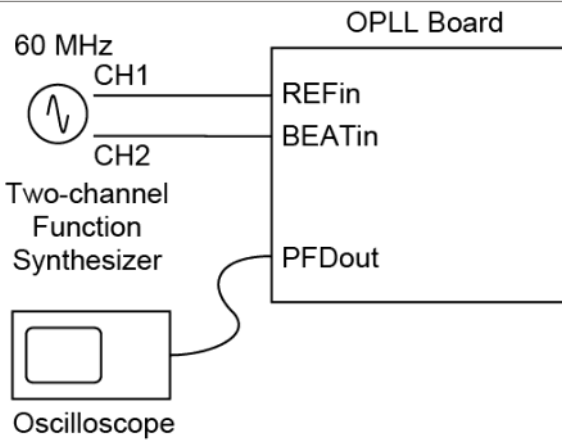 OPLL Board
60 MHz
CH1
REFin
BEATin
CH2
Two-channel
Function
Synthesizer
PFDout
Oscilloscope